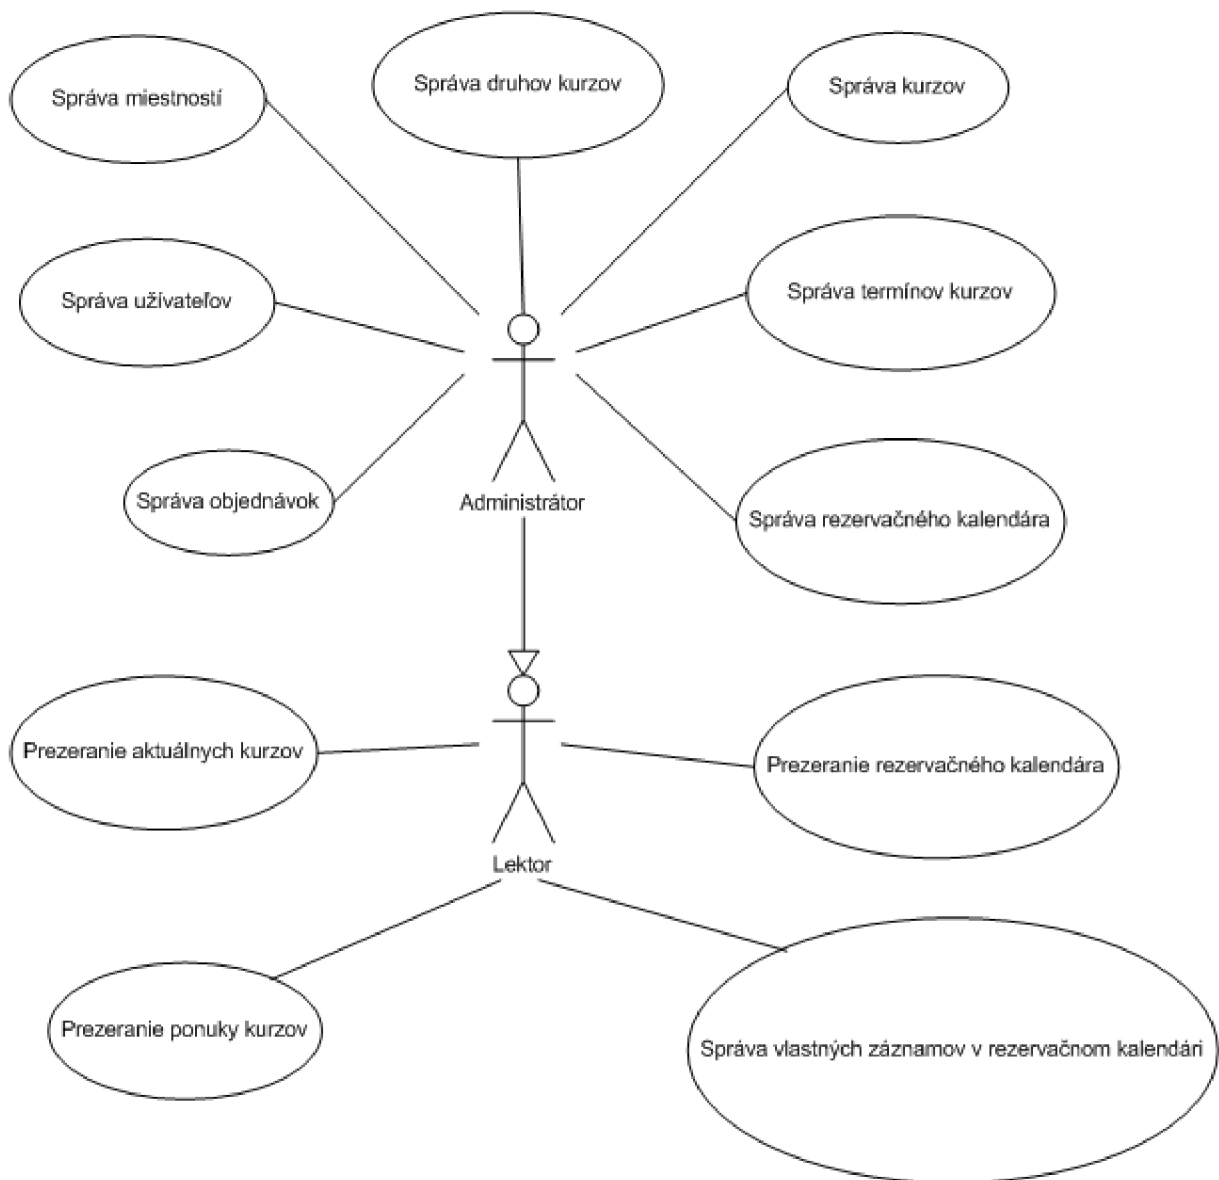 Správa miestností
Správa druhov kurzov
Správa kurzov
Správa užívateľov
Správa termínov kurzov
Správa objednávok
Administrátor
Správa rezervačného kalendára
Prezeranie aktuálnych kurzov
Prezeranie rezervačného kalendára
Lektor
Prezeranie ponuky kurzov
Správa vlastných záznamov v rezervačnom kalendári